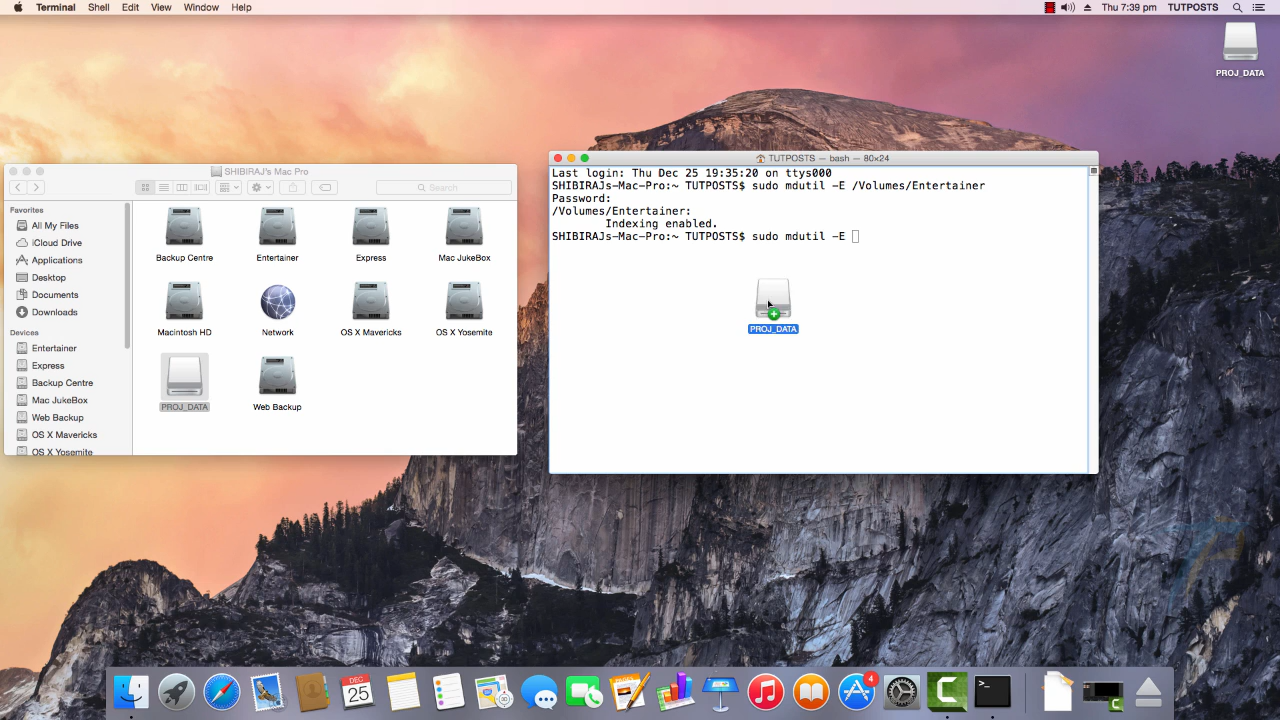 Terminal Shell Edit View Window Help
Thu 7:39 pm TUTPOSTS
PROJ_DATA
SHIBIRAJ's Mac Pro
Search
Favorites
All My Files
iCloud Drive
Applications
Desktop
Documents
Downloads
Devices
Entertainer
Express
Backup Centre
Mac JukeBox
Web Backup
OS X Mavericks
OS X Yosemite
Backup Centre Entertainer Express Mac JukeBox
Macintosh HD Network OS X Mavericks OS X Yosemite
PROJ_DATA Web Backup
TUTPOSTS — bash — 80×24
Last login: Thu Dec 25 19:35:20 on ttys000
SHIBIRAJs-Mac-Pro:~ TUTPOSTS$ sudo mdutil -E /Volumes/Entertainer
Password:
/Volumes/Entertainer:
Indexing enabled.
SHIBIRAJs-Mac-Pro:~ TUTPOSTS$ sudo mdutil -E
PROJ_DATA
DEC
25
4
>_